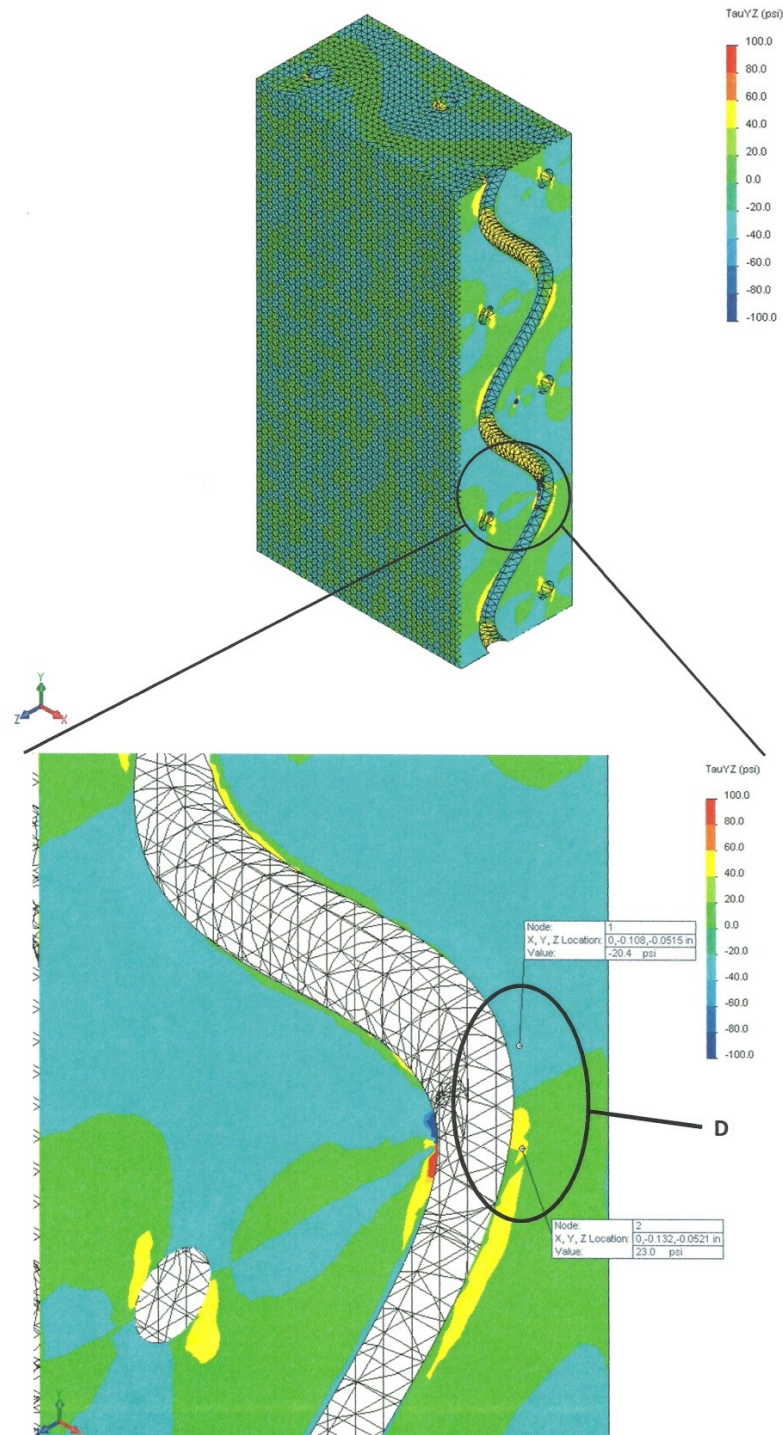 TauYZ (psi)
100.0
80.0
60.0
40.0
20.0
0.0
-20.0
-40.0
-60.0
-80.0
-100.0
Y
Z
X
TauYZ (psi)
100.0
80.0
60.0
40.0
20.0
0.0
-20.0
-40.0
-60.0
-80.0
-100.0
Node: 1
X, Y, Z Location: 0,-0.108,-0.0515 in
Value: -20.4 psi
D
Node: 2
X, Y, Z Location: 0,-0.132,-0.0521 in
Value: 23.0 psi
Y